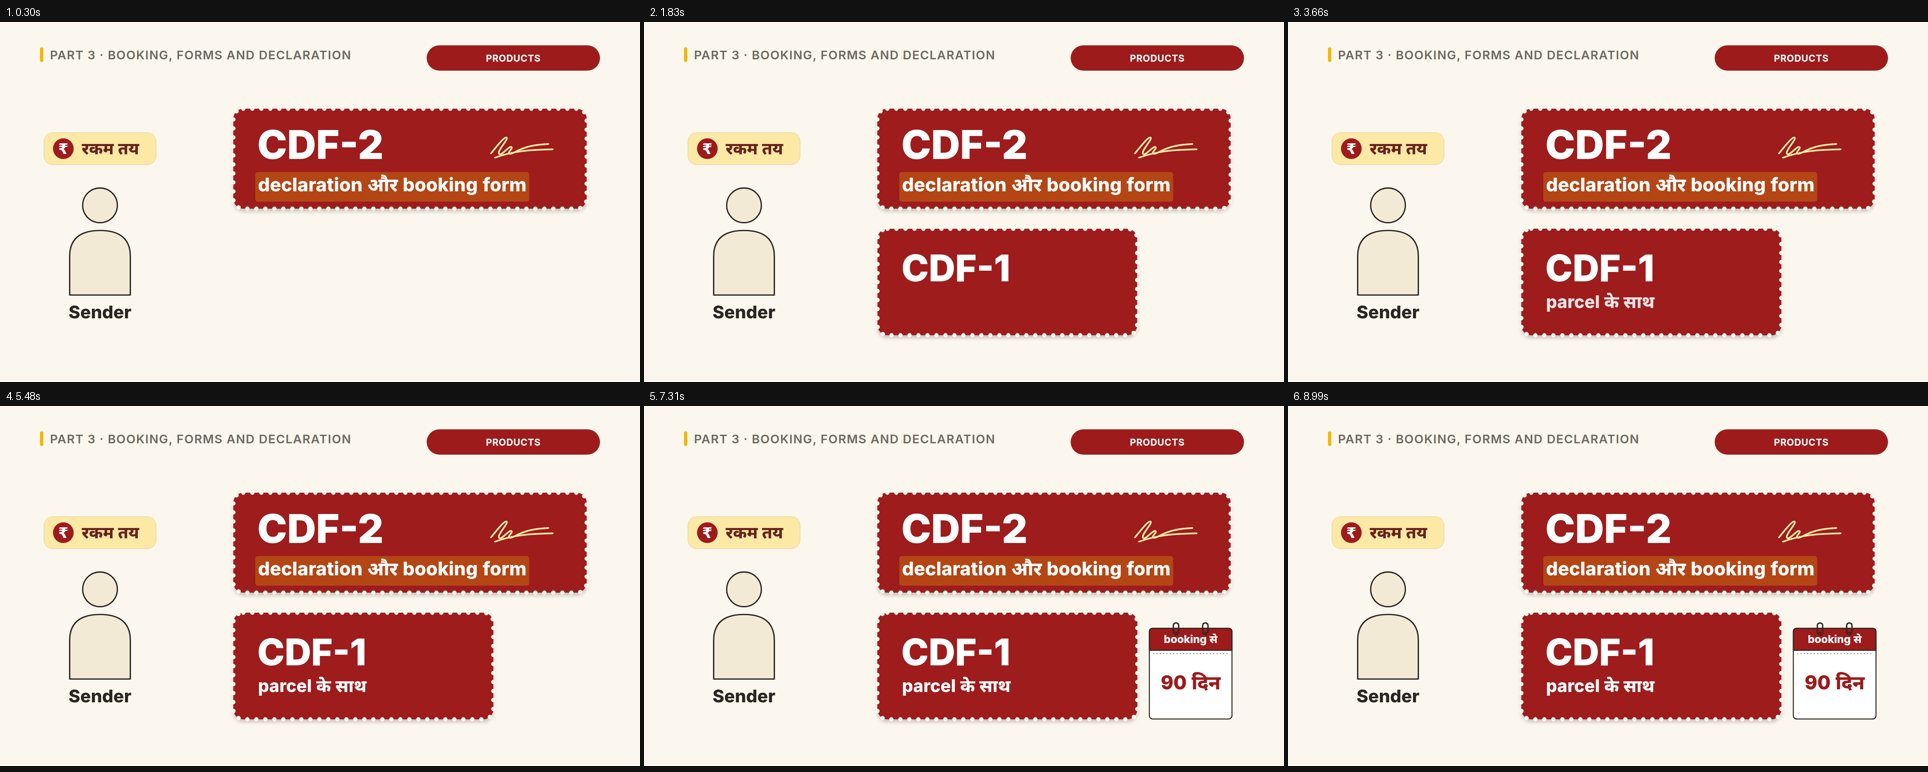 1. 0.30s
PART 3 · BOOKING, FORMS AND DECLARATION
PRODUCTS
₹ रकम तय
CDF-2
declaration और booking form
Sender
2. 1.83s
PART 3 · BOOKING, FORMS AND DECLARATION
PRODUCTS
₹ रकम तय
CDF-2
declaration और booking form
CDF-1
Sender
3. 3.66s
PART 3 · BOOKING, FORMS AND DECLARATION
PRODUCTS
₹ रकम तय
CDF-2
declaration और booking form
CDF-1
parcel के साथ
Sender
4. 5.48s
PART 3 · BOOKING, FORMS AND DECLARATION
PRODUCTS
₹ रकम तय
CDF-2
declaration और booking form
CDF-1
parcel के साथ
Sender
5. 7.31s
PART 3 · BOOKING, FORMS AND DECLARATION
PRODUCTS
₹ रकम तय
CDF-2
declaration और booking form
CDF-1
parcel के साथ
booking से
90 दिन
Sender
6. 8.99s
PART 3 · BOOKING, FORMS AND DECLARATION
PRODUCTS
₹ रकम तय
CDF-2
declaration और booking form
CDF-1
parcel के साथ
booking से
90 दिन
Sender